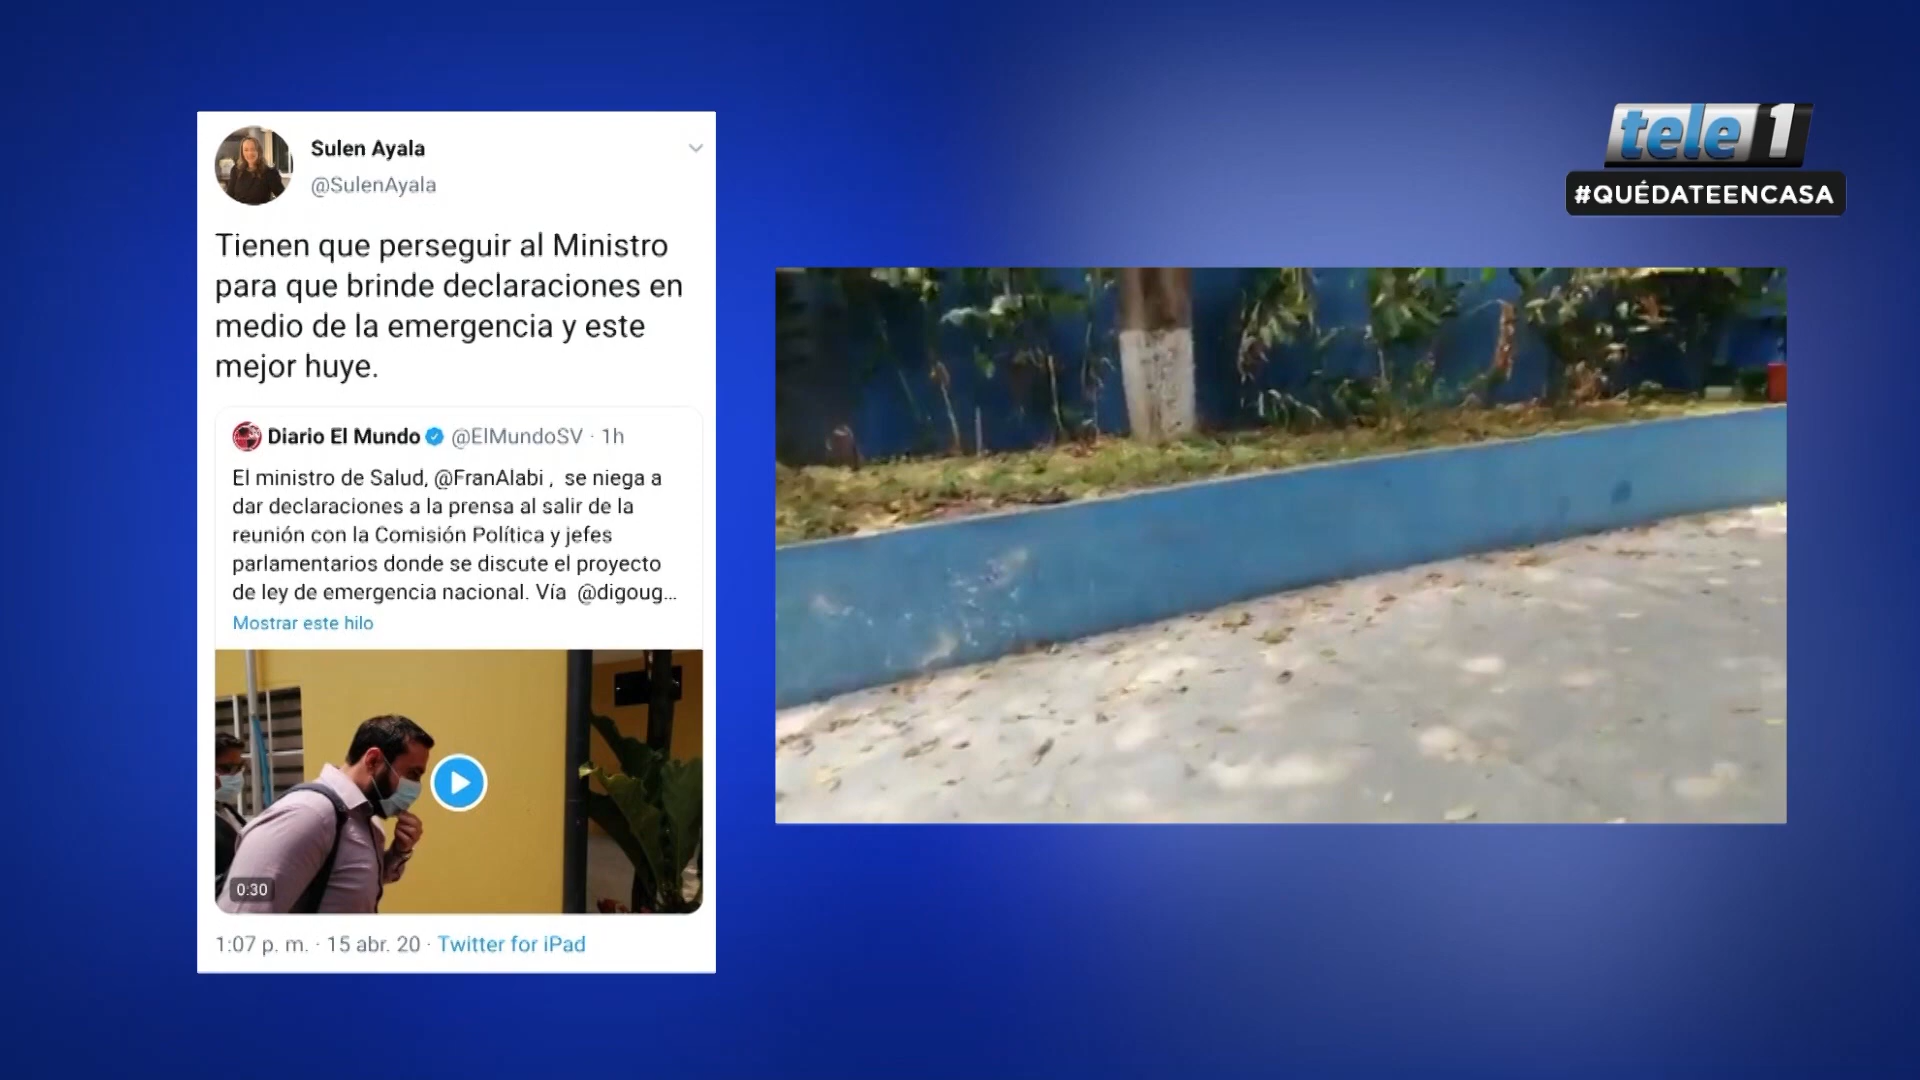 Sulen Ayala
@SulenAyala
Tienen que perseguir al Ministro
para que brinde declaraciones en
medio de la emergencia y este
mejor huye.
Diario El Mundo @ElMundoSV · 1h
El ministro de Salud, @FranAlabi , se niega a
dar declaraciones a la prensa al salir de la
reunión con la Comisión Política y jefes
parlamentarios donde se discute el proyecto
de ley de emergencia nacional. Vía @digoug...
Mostrar este hilo
0:30
1:07 p. m. · 15 abr. 20 · Twitter for iPad
tele 1
#QUÉDATEENCASA